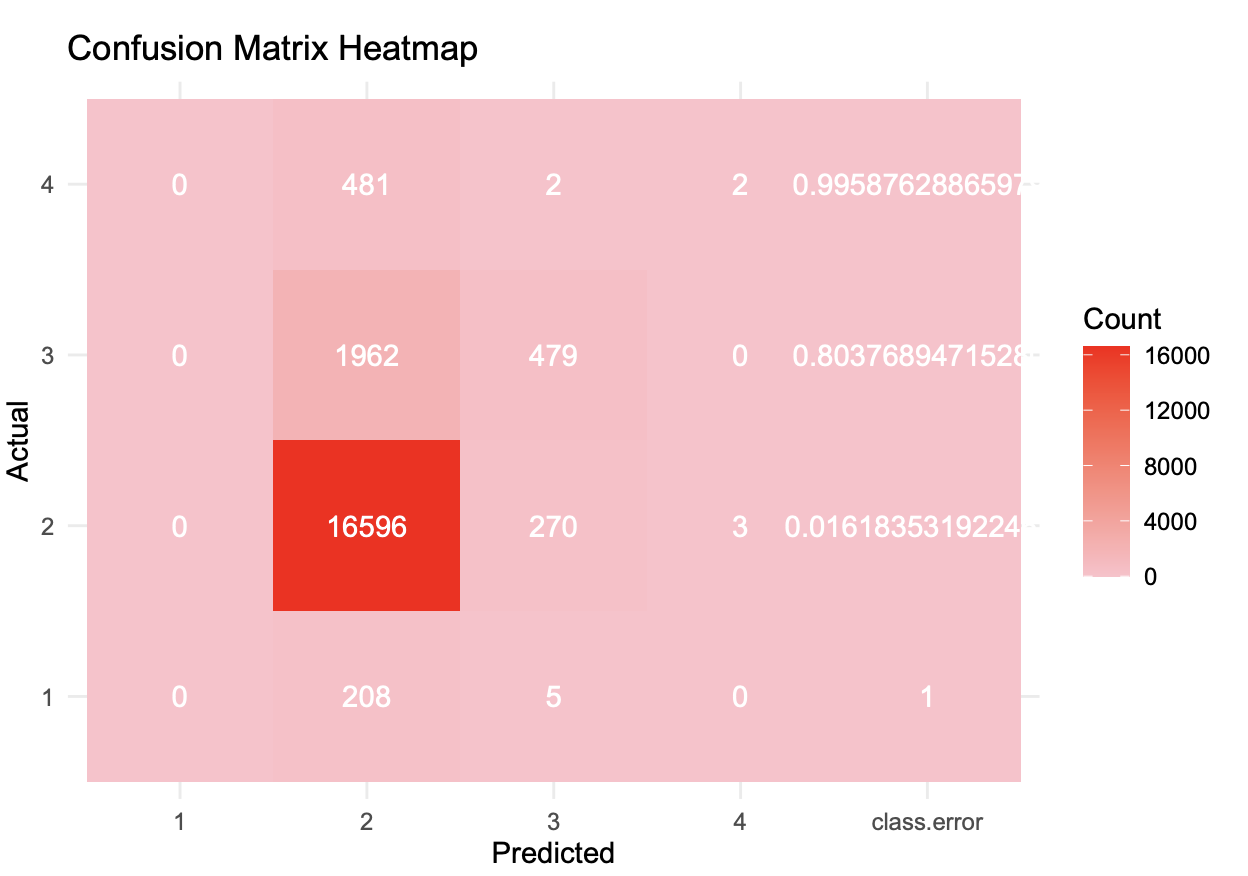 Confusion Matrix Heatmap
Actual
4 0 481 2 2 0.9958762886597
3 0 1962 479 0 0.8037689471528
2 0 16596 270 3 0.0161835319224
1 0 208 5 0 1
1 2 3 4 class.error
Predicted
Count
16000
12000
8000
4000
0